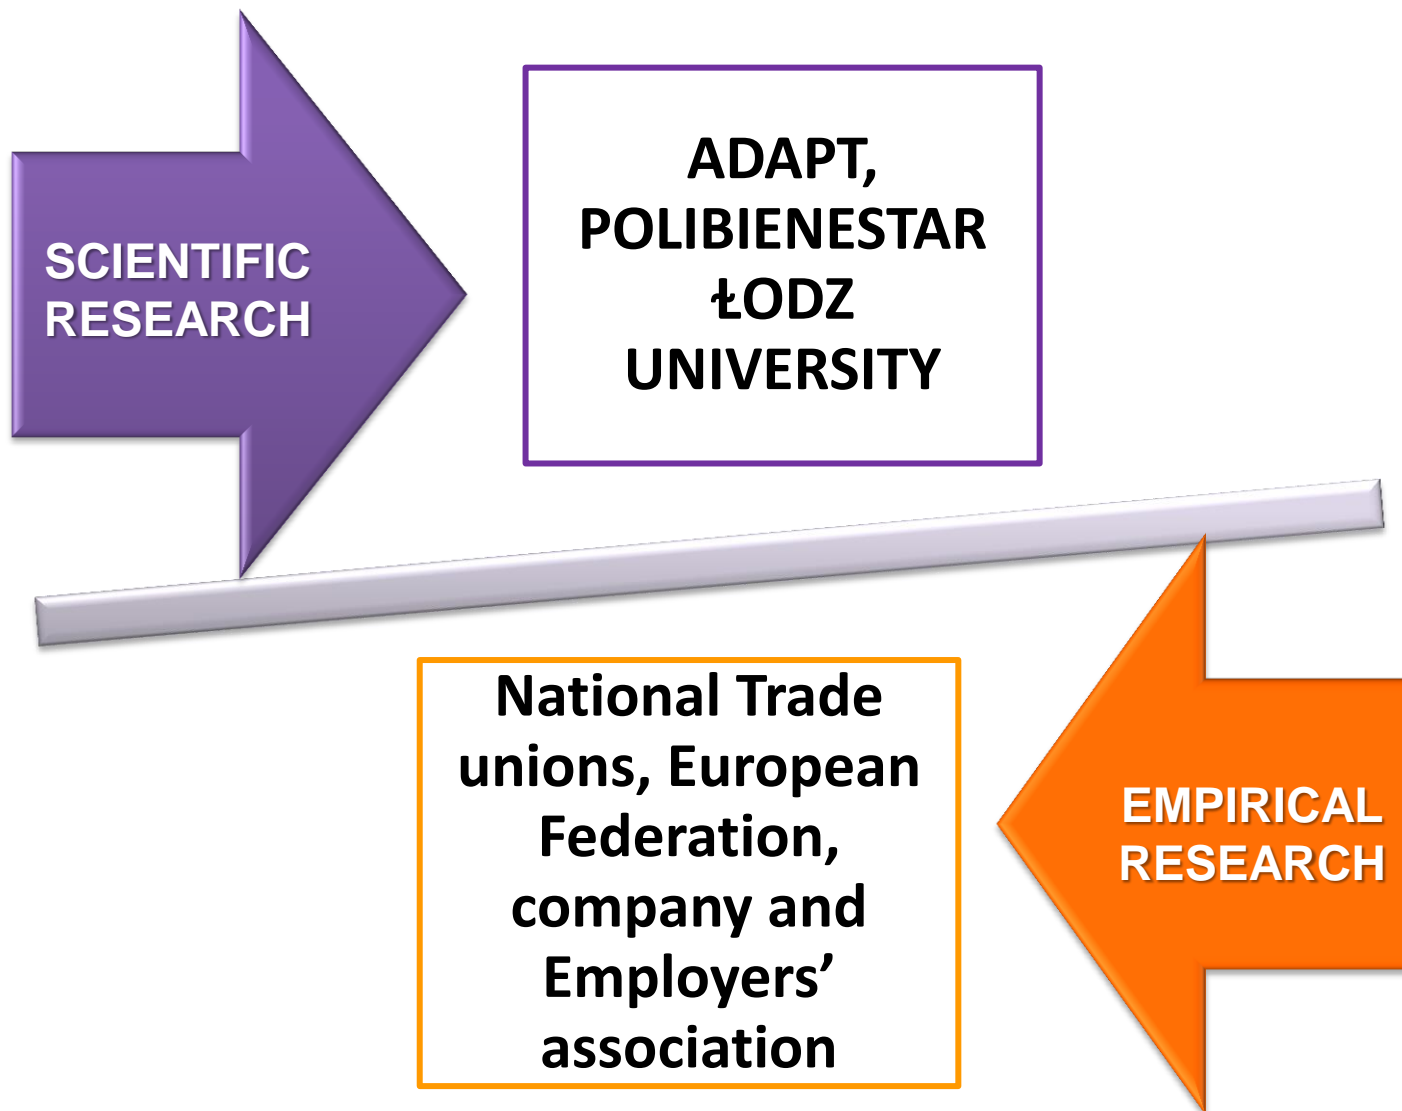 SCIENTIFIC
RESEARCH
ADAPT,
POLIBIENESTAR
ŁODZ
UNIVERSITY
National Trade
unions, European
Federation,
company and
Employers’
association
EMPIRICAL
RESEARCH